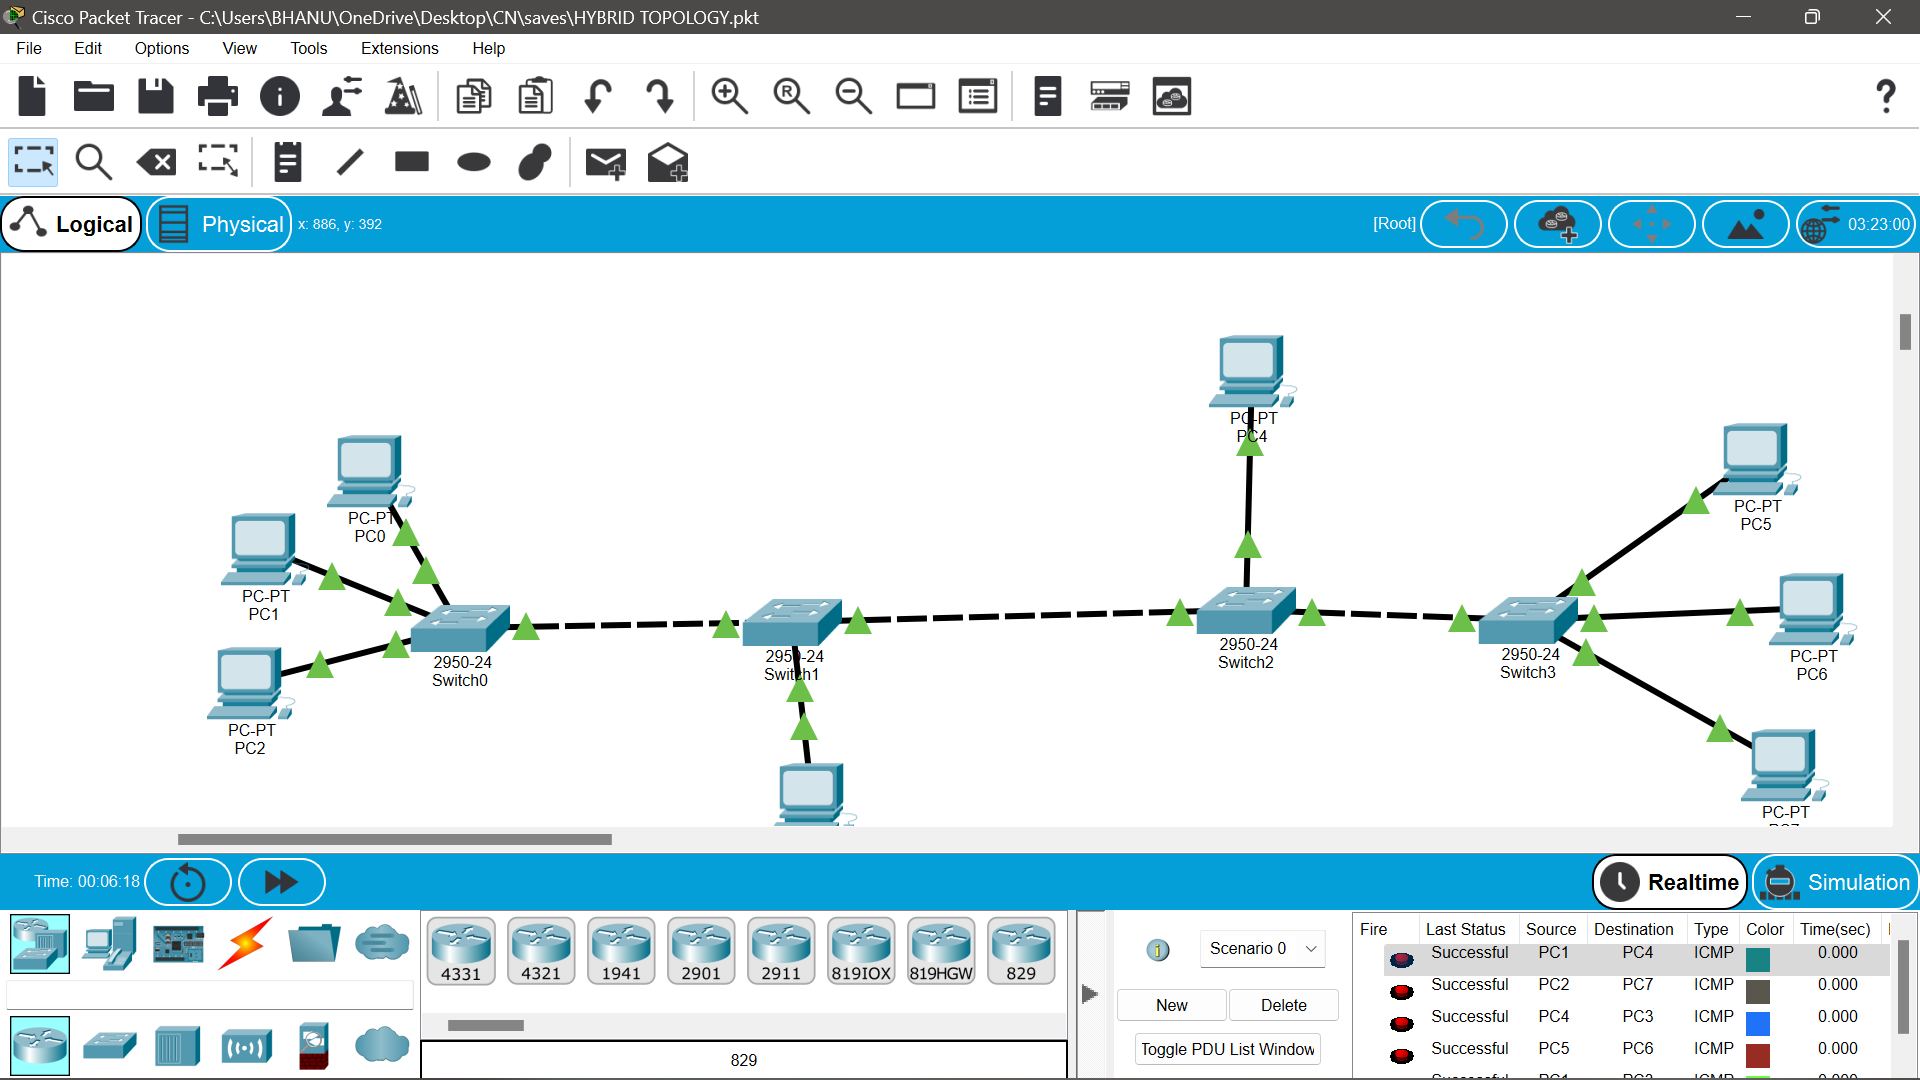 Cisco Packet Tracer - C:\Users\BHANU\OneDrive\Desktop\CN\saves\HYBRID TOPOLOGY.pkt
File Edit Options View Tools Extensions Help
Logical Physical x: 886, y: 392 [Root] 03:23:00
PC-PT
PC4
PC-PT
PC5
PC-PT
PC0
PC-PT
PC1
2950-24
Switch0
2950-24
Switch1
2950-24
Switch2
2950-24
Switch3
PC-PT
PC6
PC-PT
PC2
PC-PT
Time: 00:06:18 Realtime Simulation
4331 4321 1941 2901 2911 819IOX 819HGW 829
829
Scenario 0
New Delete
Toggle PDU List Window
Fire Last Status Source Destination Type Color Time(sec)
Successful PC1 PC4 ICMP 0.000
Successful PC2 PC7 ICMP 0.000
Successful PC4 PC3 ICMP 0.000
Successful PC5 PC6 ICMP 0.000